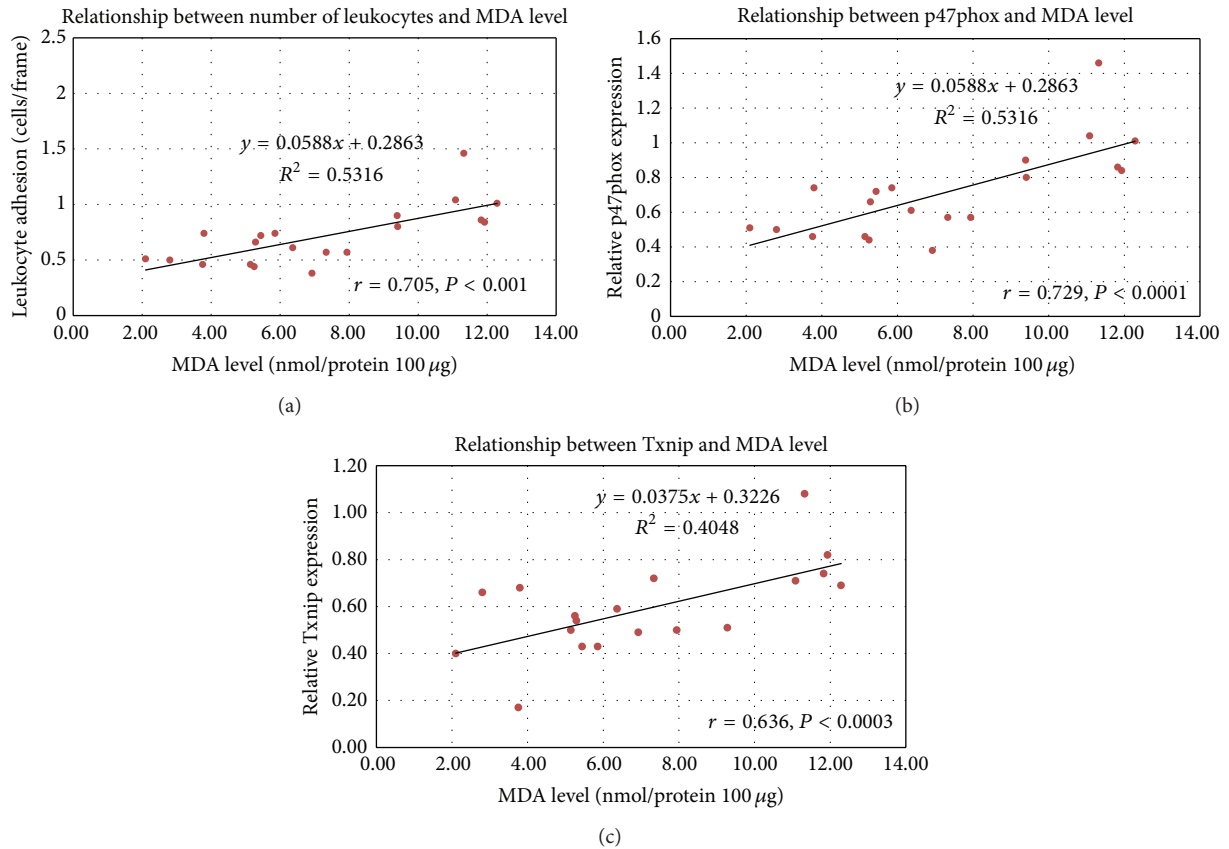 Relationship between number of leukocytes and MDA level
2.5
2
1.5
1
0.5
0
Leukocyte adhesion (cells/frame)
y = 0.0588x + 0.2863
R² = 0.5316
r = 0.705, P < 0.001
0.00 2.00 4.00 6.00 8.00 10.00 12.00 14.00
MDA level (nmol/protein 100 μg)
(a)
Relationship between p47phox and MDA level
1.6
1.4
1.2
1
0.8
0.6
0.4
0.2
0
Relative p47phox expression
y = 0.0588x + 0.2863
R² = 0.5316
r = 0.729, P < 0.0001
0.00 2.00 4.00 6.00 8.00 10.00 12.00 14.00
MDA level (nmol/protein 100 μg)
(b)
Relationship between Txnip and MDA level
1.20
1.00
0.80
0.60
0.40
0.20
0.00
Relative Txnip expression
y = 0.0375x + 0.3226
R² = 0.4048
r = 0.636, P < 0.0003
0.00 2.00 4.00 6.00 8.00 10.00 12.00 14.00
MDA level (nmol/protein 100 μg)
(c)